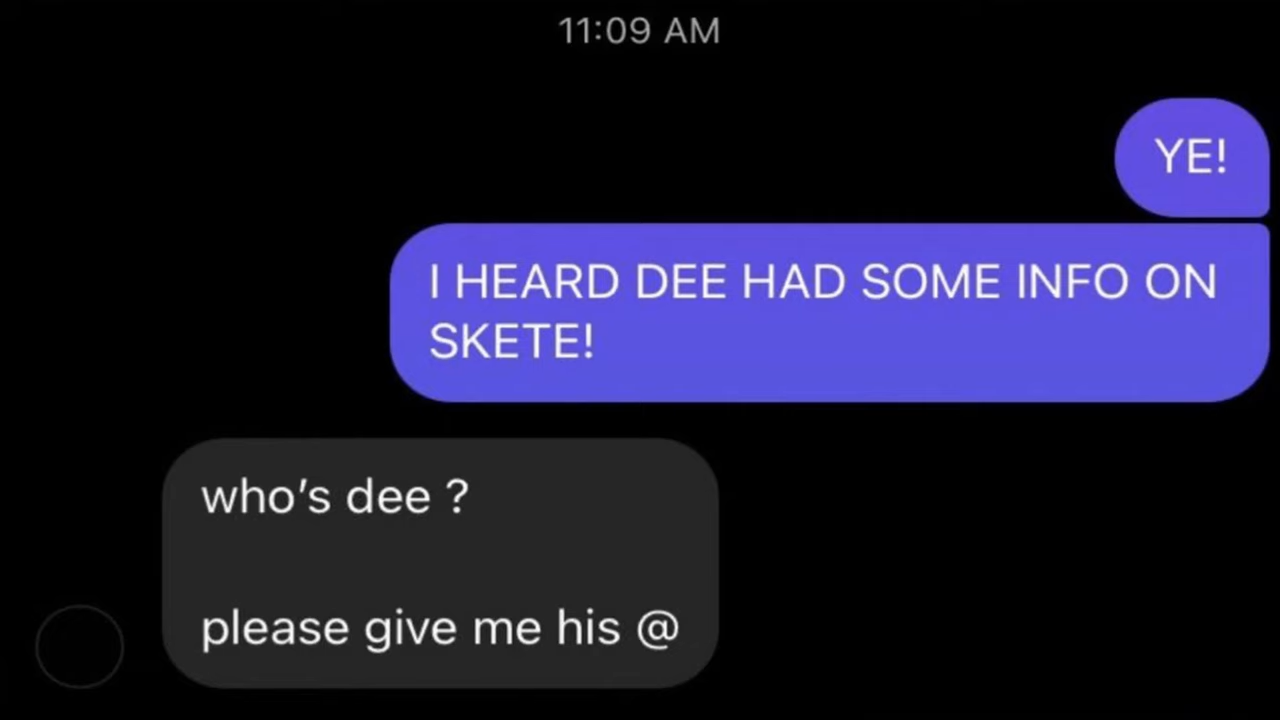 11:09 AM
YE!
I HEARD DEE HAD SOME INFO ON
SKETE!
who’s dee ?
please give me his @